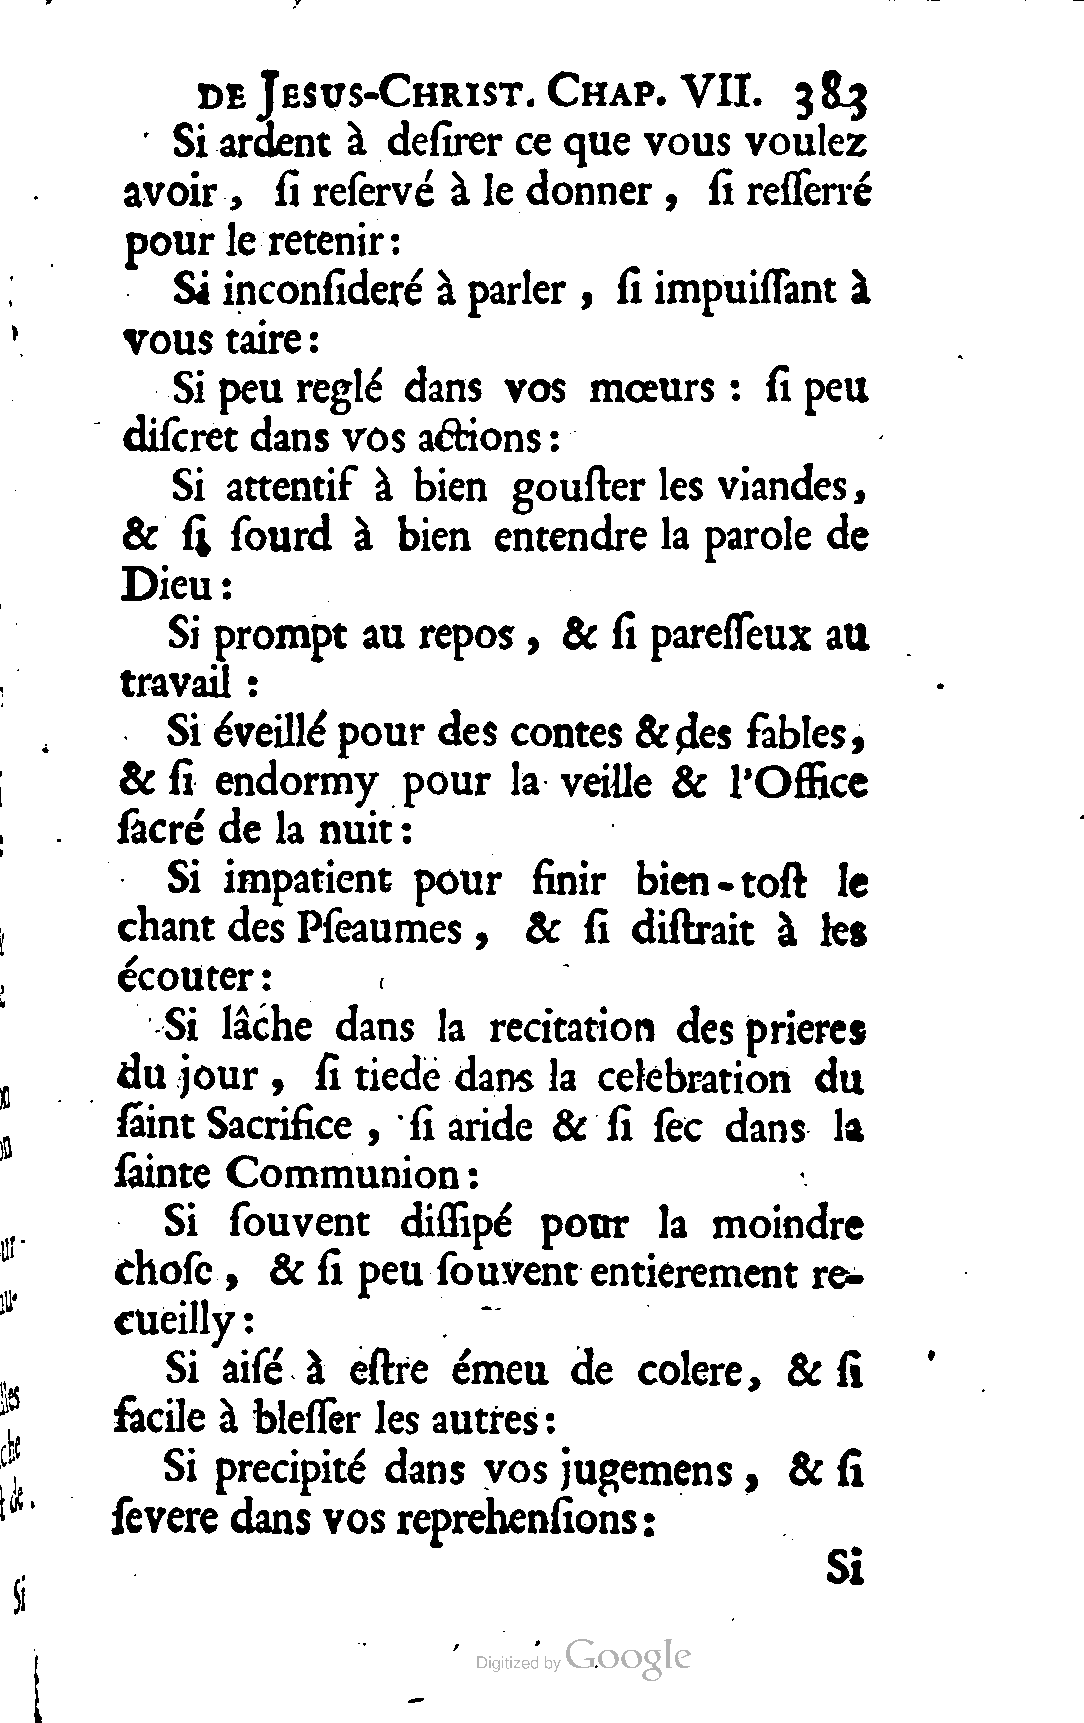 DE JESUS-CHRIST. CHAP. VII. 383
Si ardent à deſirer ce que vous voulez
avoir, ſi reſervé à le donner, ſi reſſerré
pour le retenir:
Si inconſideré à parler, ſi impuiſſant à
vous taire:
Si peu reglé dans vos mœurs: ſi peu
diſcret dans vos actions:
Si attentif à bien gouſter les viandes,
& ſi ſourd à bien entendre la parole de
Dieu:
Si prompt au repos, & ſi pareſſeux au
travail:
Si éveillé pour des contes & des fables,
& ſi endormy pour la veille & l'Office
ſacré de la nuit:
Si impatient pour finir bien-toſt le
chant des Pſeaumes, & ſi diſtrait à les
écouter:
Si lâche dans la recitation des prieres
du jour, ſi tiede dans la celebration du
ſaint Sacrifice, ſi aride & ſi ſec dans la
ſainte Communion:
Si ſouvent diſſipé pour la moindre
choſe, & ſi peu ſouvent entierement re-
cueilly:
Si aiſé à eſtre émeu de colere, & ſi
facile à bleſſer les autres:
Si precipité dans vos jugemens, & ſi
ſevere dans vos reprehenſions:
Si
Digitized by Google